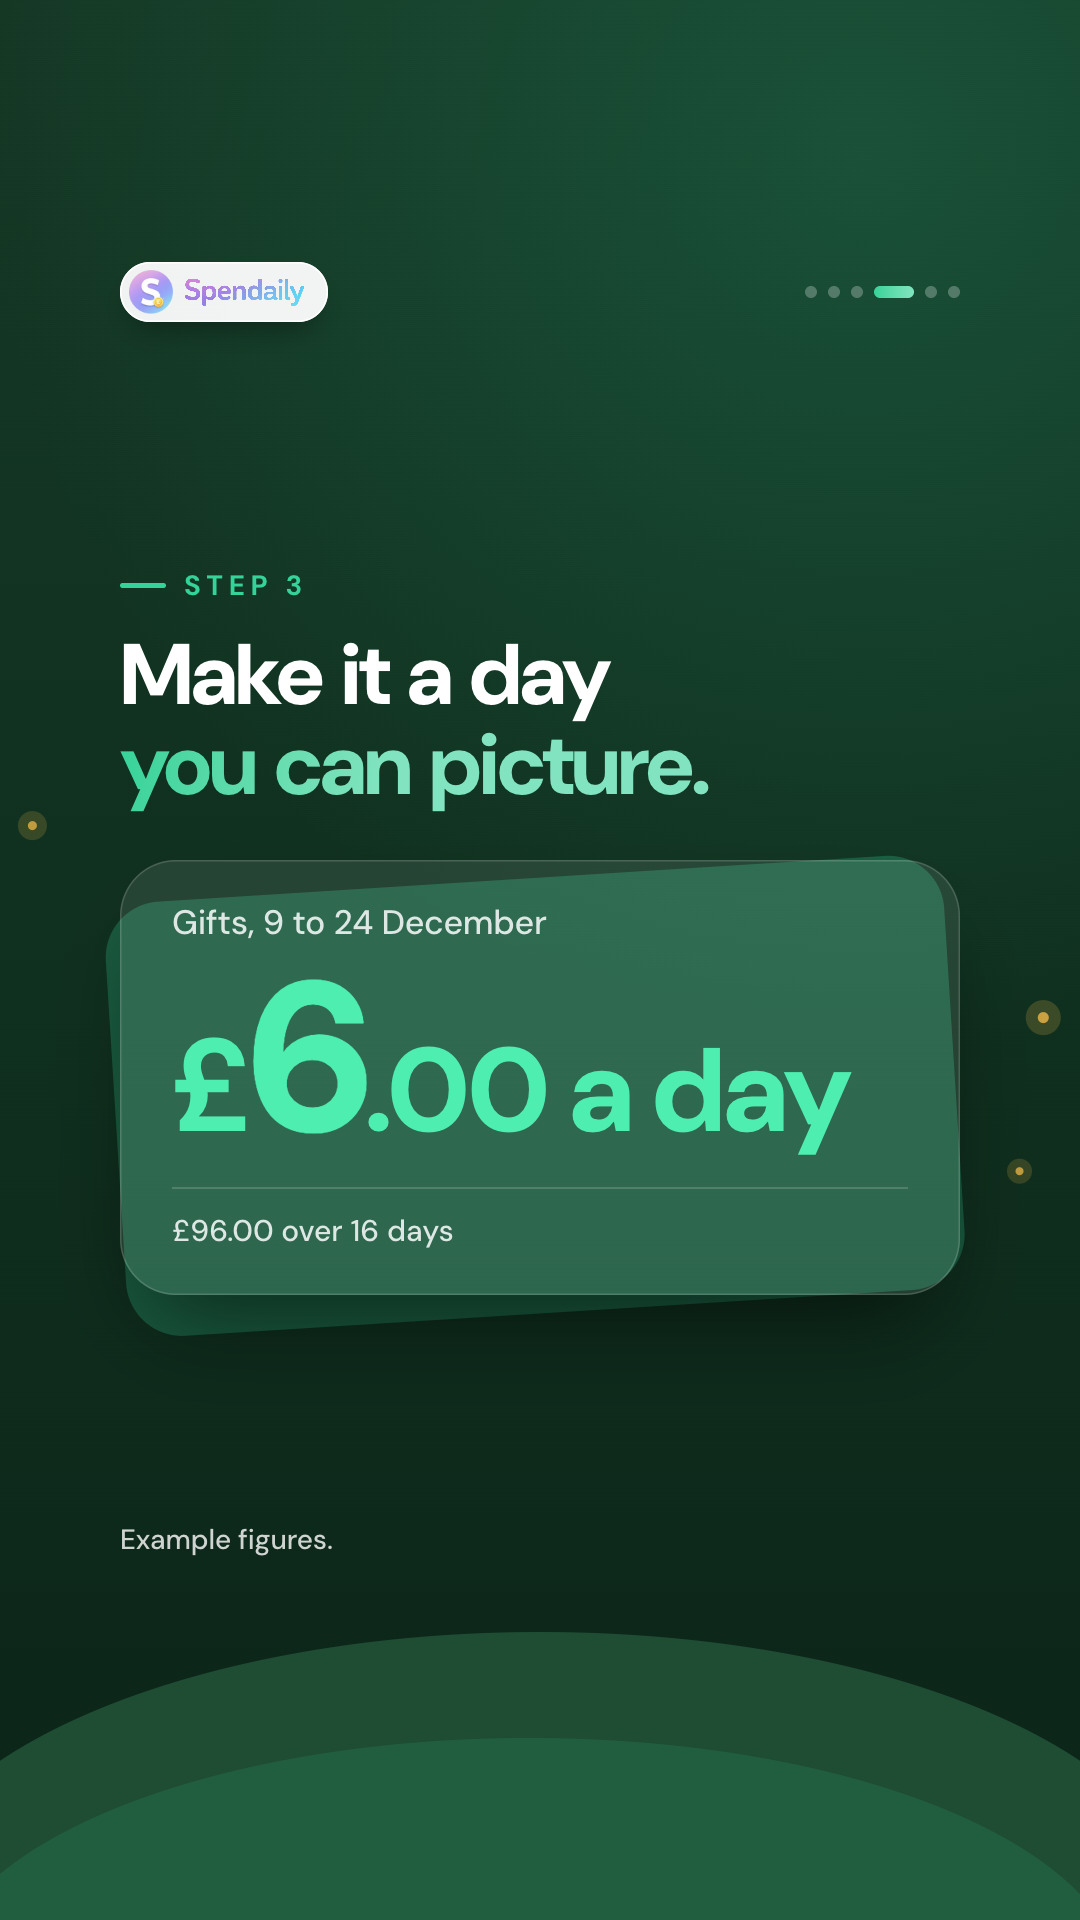 Spendaily
STEP 3
Make it a day
you can picture.
Gifts, 9 to 24 December
£6.00 a day
£96.00 over 16 days
Example figures.